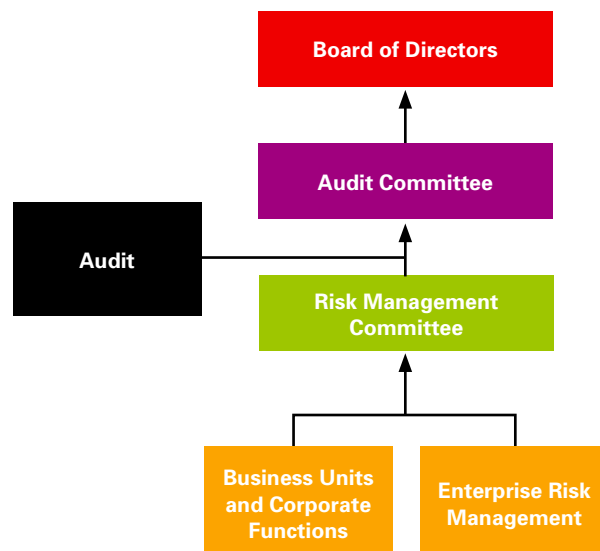 Board of Directors
Audit Committee
Audit
Risk Management
Committee
Business Units
and Corporate
Functions
Enterprise Risk
Management